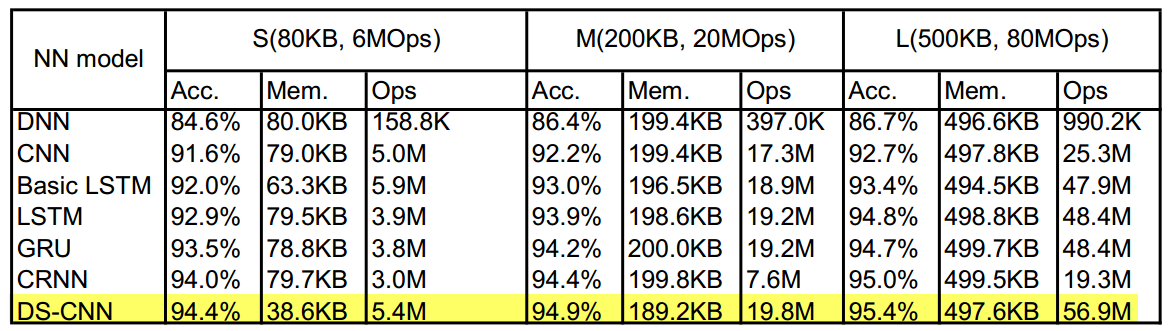 NN model S(80KB, 6MOps) M(200KB, 20MOps) L(500KB, 80MOps)
Acc. Mem. Ops Acc. Mem. Ops Acc. Mem. Ops
DNN 84.6% 80.0KB 158.8K 86.4% 199.4KB 397.0K 86.7% 496.6KB 990.2K
CNN 91.6% 79.0KB 5.0M 92.2% 199.4KB 17.3M 92.7% 497.8KB 25.3M
Basic LSTM 92.0% 63.3KB 5.9M 93.0% 196.5KB 18.9M 93.4% 494.5KB 47.9M
LSTM 92.9% 79.5KB 3.9M 93.9% 198.6KB 19.2M 94.8% 498.8KB 48.4M
GRU 93.5% 78.8KB 3.8M 94.2% 200.0KB 19.2M 94.7% 499.7KB 48.4M
CRNN 94.0% 79.7KB 3.0M 94.4% 199.8KB 7.6M 95.0% 499.5KB 19.3M
DS-CNN 94.4% 38.6KB 5.4M 94.9% 189.2KB 19.8M 95.4% 497.6KB 56.9M